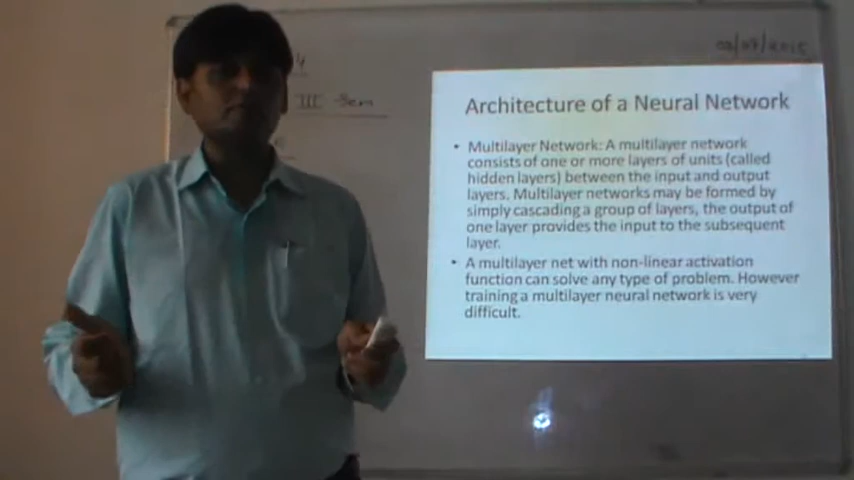 III - Sem
Architecture of a Neural Network
• Multilayer Network: A multilayer network
consists of one or more layers of units (called
hidden layers) between the input and output
layers. Multilayer networks may be formed by
simply cascading a group of layers, the output of
one layer provides the input to the subsequent
layer.
• A multilayer net with non-linear activation
function can solve any type of problem. However
training a multilayer neural network is very
difficult.